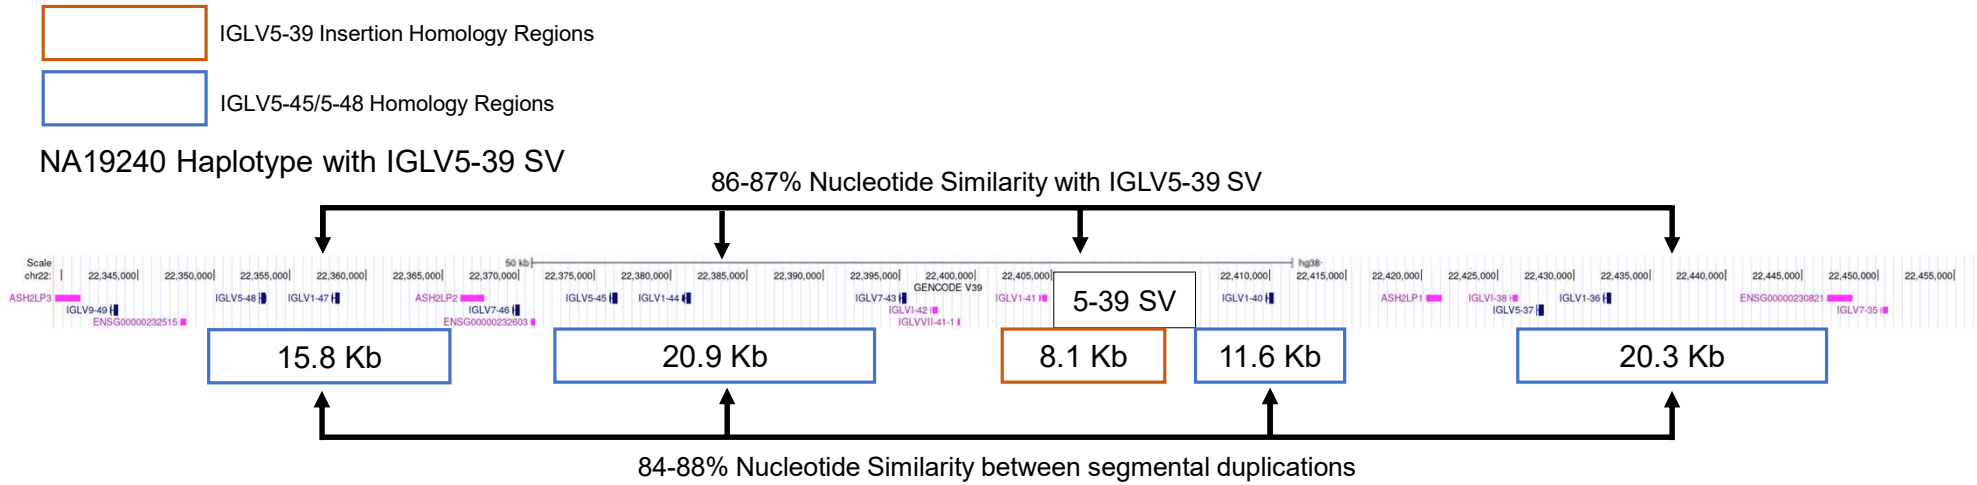 IGLV5-39 Insertion Homology Regions
IGLV5-45/5-48 Homology Regions
NA19240 Haplotype with IGLV5-39 SV
86-87% Nucleotide Similarity with IGLV5-39 SV
Scale 50 kb hg38
chr22: 22,345,000 22,350,000 22,355,000 22,360,000 22,365,000 22,370,000 22,375,000 22,380,000 22,385,000 22,390,000 22,395,000 22,400,000 22,405,000 22,410,000 22,415,000 22,420,000 22,425,000 22,430,000 22,435,000 22,440,000 22,445,000 22,450,000 22,455,000
GENCODE V39
ASH2LP3 IGLV5-48 IGLV1-47 ASH2LP2 IGLV5-45 IGLV1-44 IGLV7-43 IGLV1-41 5-39 SV IGLV1-40 ASH2LP1 IGLVI-38 IGLV1-36 ENSG00000230821
IGLV9-49 IGLV7-46 IGLVI-42 IGLV5-37 IGLV7-35
ENSG00000232515 ENSG00000232603 IGLVVII-41-1
15.8 Kb 20.9 Kb 8.1 Kb 11.6 Kb 20.3 Kb
84-88% Nucleotide Similarity between segmental duplications